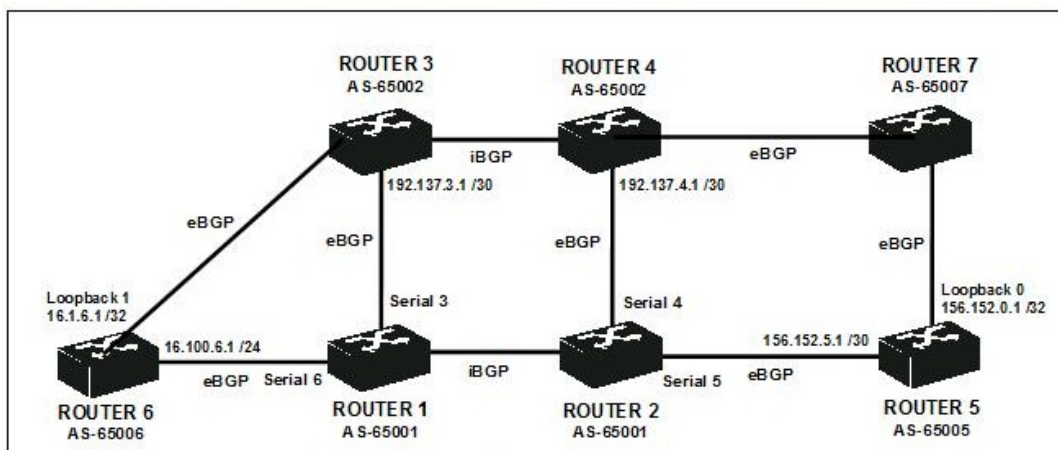 ROUTER 3
AS-65002
ROUTER 4
AS-65002
ROUTER 7
AS-65007
iBGP
eBGP
192.137.3.1 /30
192.137.4.1 /30
eBGP
eBGP
eBGP
eBGP
Loopback 1
16.1.6.1 /32
Serial 3
Serial 4
Loopback 0
156.152.0.1 /32
16.100.6.1 /24
156.152.5.1 /30
eBGP
Serial 6
iBGP
Serial 5
eBGP
ROUTER 6
AS-65006
ROUTER 1
AS-65001
ROUTER 2
AS-65001
ROUTER 5
AS-65005